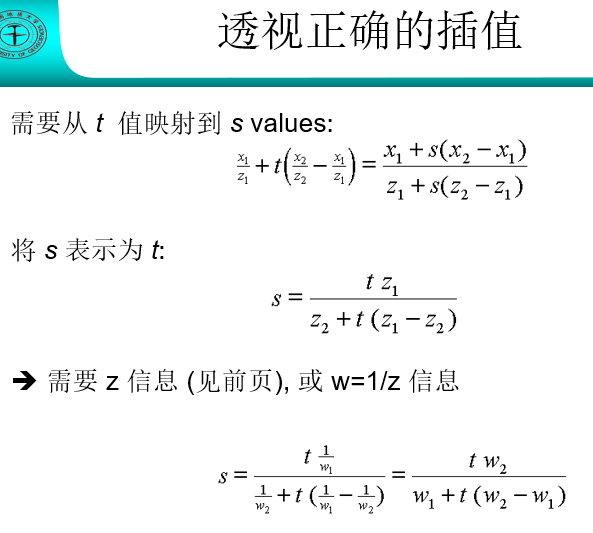 透视正确的插值
需要从 t 值映射到 s values:
x₁/z₁ + t(x₂/z₂ − x₁/z₁) = (x₁ + s(x₂ − x₁))/(z₁ + s(z₂ − z₁))
将 s 表示为 t:
s = (t z₁)/(z₂ + t (z₁ − z₂))
➔ 需要 z 信息 (见前页), 或 w=1/z 信息
s = (t 1/w₁)/(1/w₂ + t (1/w₁ − 1/w₂)) = (t w₂)/(w₁ + t (w₂ − w₁))